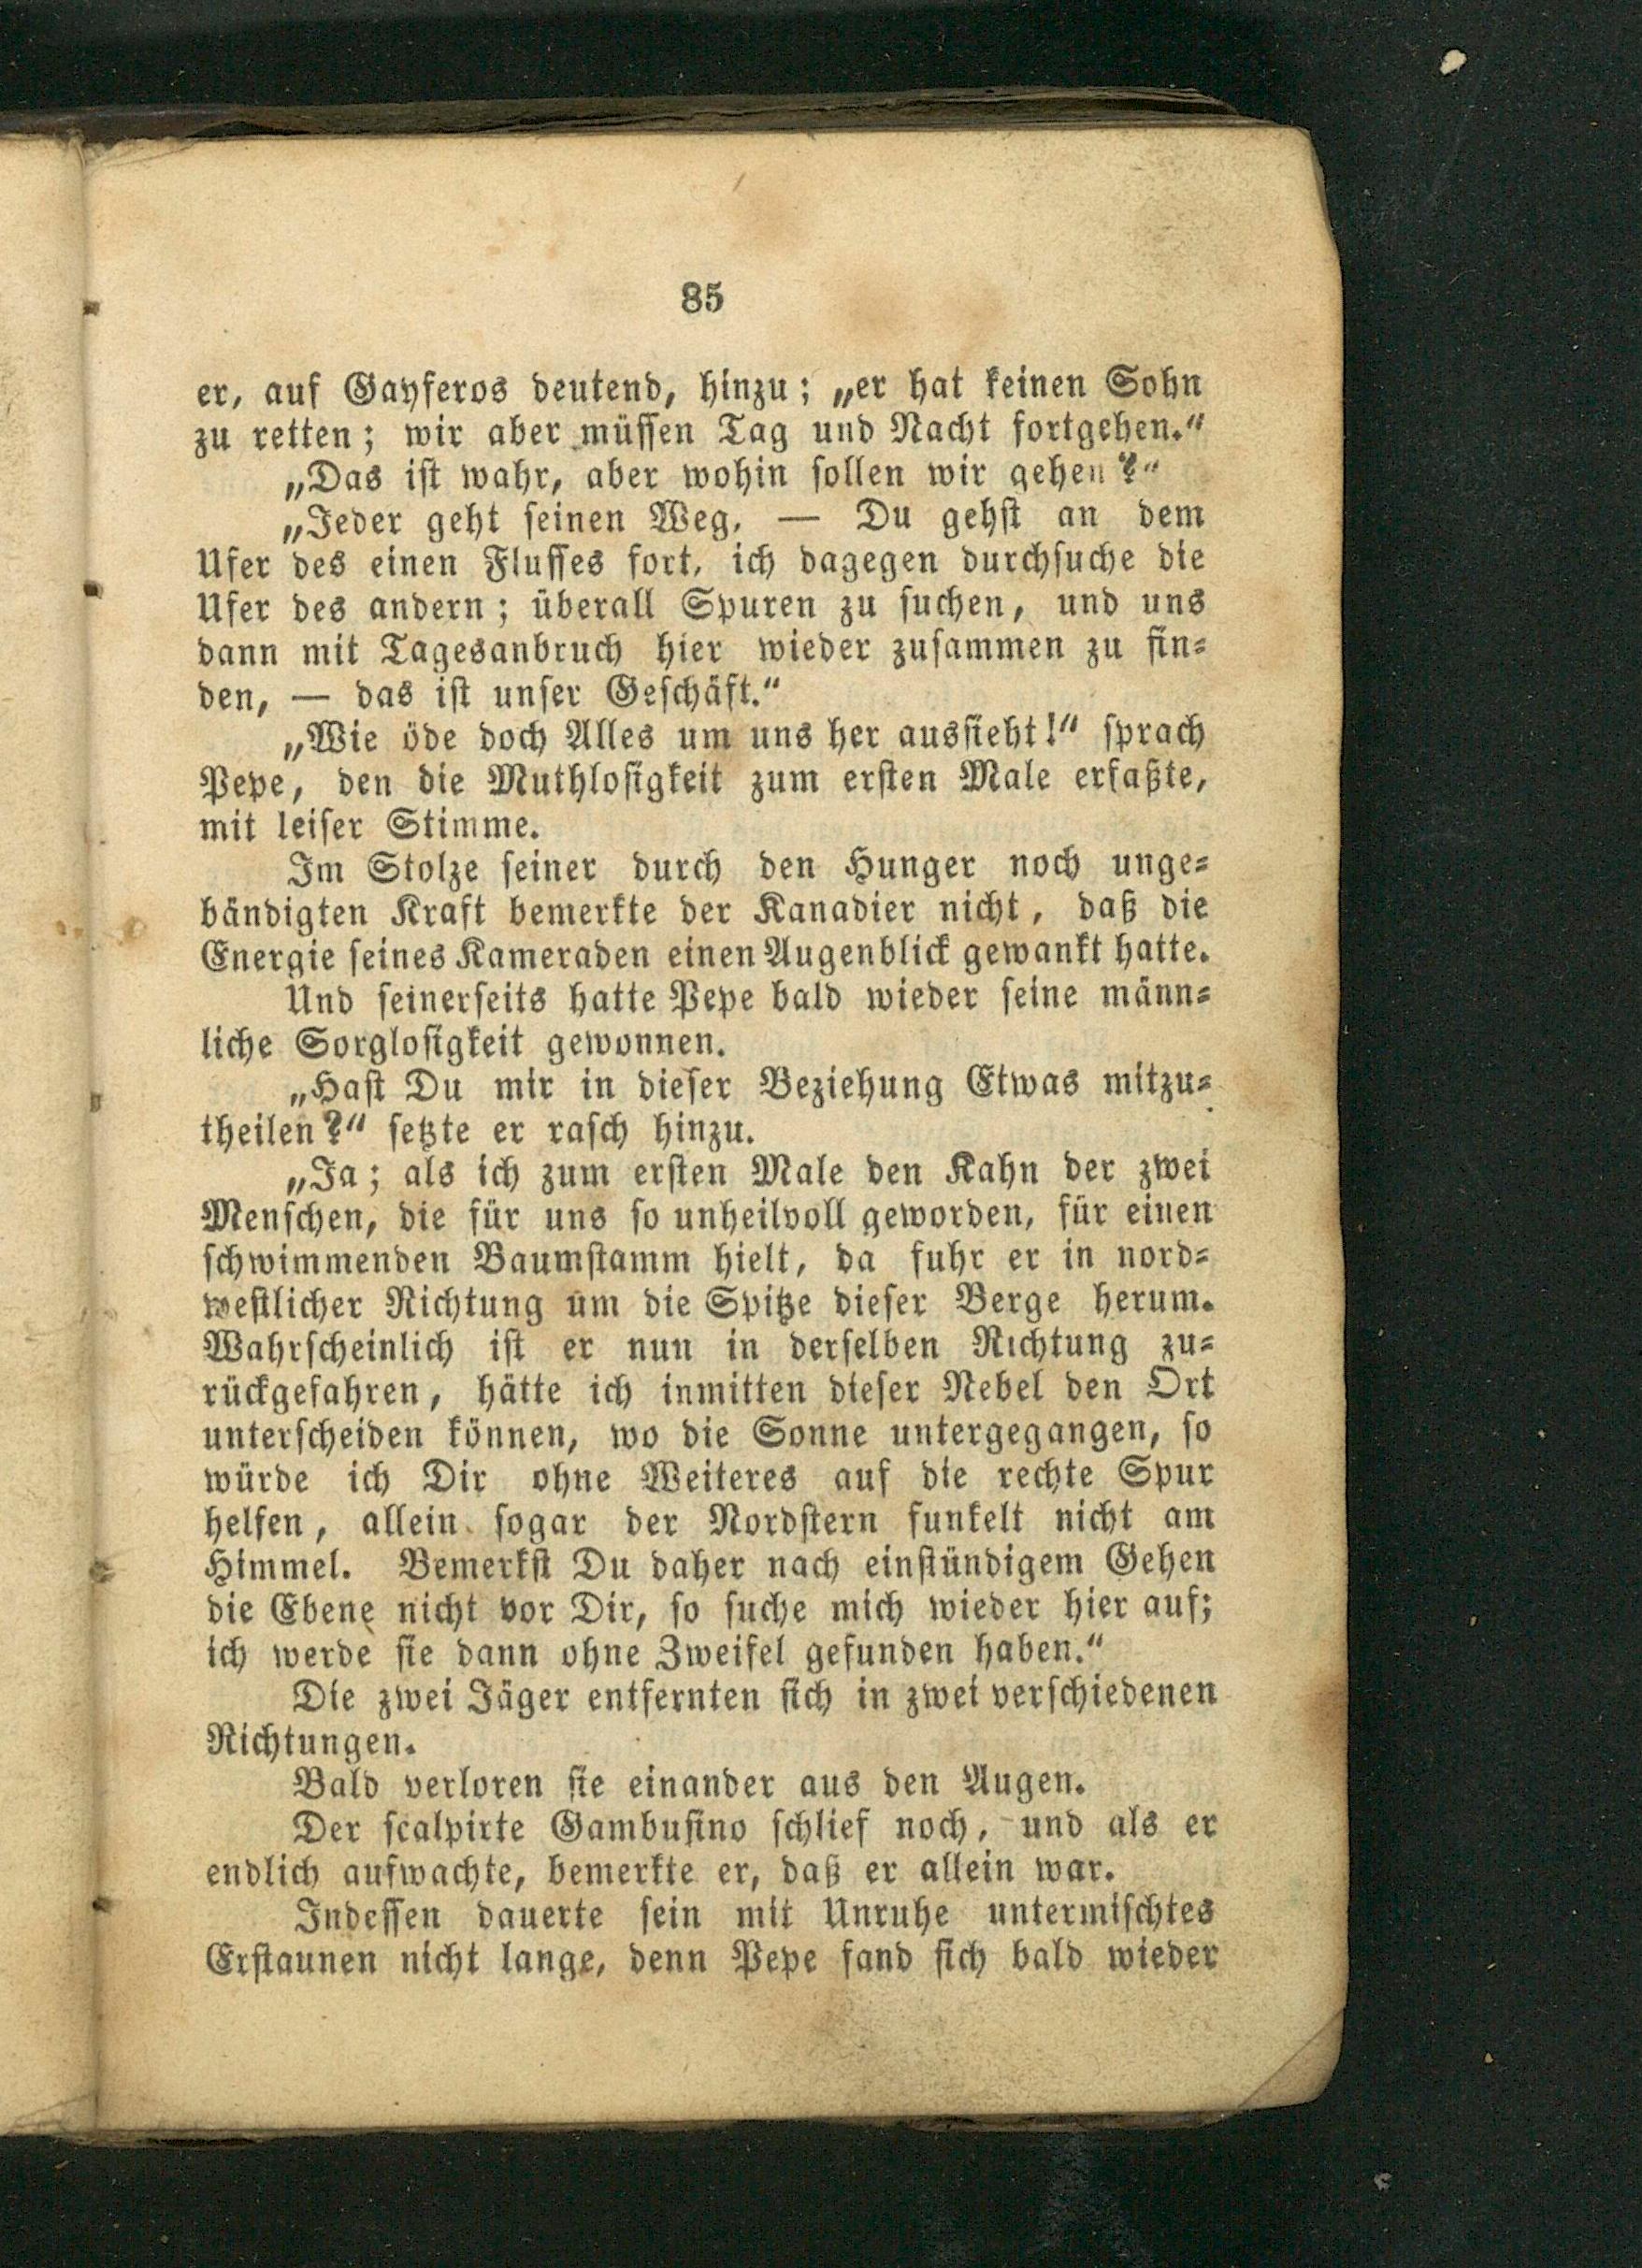 85
er, auf Gayferos deutend, hinzu; „er hat keinen Sohn
zu retten; wir aber müssen Tag und Nacht fortgehen.“
„Das ist wahr, aber wohin sollen wir gehen?“
„Jeder geht seinen Weg, — Du gehst an dem
Ufer des einen Flusses fort, ich dagegen durchsuche die
Ufer des andern; überall Spuren zu suchen, und uns
dann mit Tagesanbruch hier wieder zusammen zu fin-
den, — das ist unser Geschäft.“
„Wie öde doch Alles um uns her aussieht!“ sprach
Pepe, den die Muthlosigkeit zum ersten Male erfaßte,
mit leiser Stimme.
Im Stolze seiner durch den Hunger noch unge-
bändigten Kraft bemerkte der Kanadier nicht, daß die
Energie seines Kameraden einen Augenblick gewankt hatte.
Und seinerseits hatte Pepe bald wieder seine männ-
liche Sorglosigkeit gewonnen.
„Hast Du mir in dieser Beziehung Etwas mitzu-
theilen?“ setzte er rasch hinzu.
„Ja; als ich zum ersten Male den Kahn der zwei
Menschen, die für uns so unheilvoll geworden, für einen
schwimmenden Baumstamm hielt, da fuhr er in nord-
westlicher Richtung um die Spitze dieser Berge herum.
Wahrscheinlich ist er nun in derselben Richtung zu-
rückgefahren, hätte ich inmitten dieser Nebel den Ort
unterscheiden können, wo die Sonne untergegangen, so
würde ich Dir ohne Weiteres auf die rechte Spur
helfen, allein sogar der Nordstern funkelt nicht am
Himmel. Bemerkst Du daher nach einstündigem Gehen
die Ebene nicht vor Dir, so suche mich wieder hier auf;
ich werde sie dann ohne Zweifel gefunden haben.“
Die zwei Jäger entfernten sich in zwei verschiedenen
Richtungen.
Bald verloren sie einander aus den Augen.
Der scalpirte Gambusino schlief noch, und als er
endlich aufwachte, bemerkte er, daß er allein war.
Indessen dauerte sein mit Unruhe untermischtes
Erstaunen nicht lange, denn Pepe fand sich bald wieder